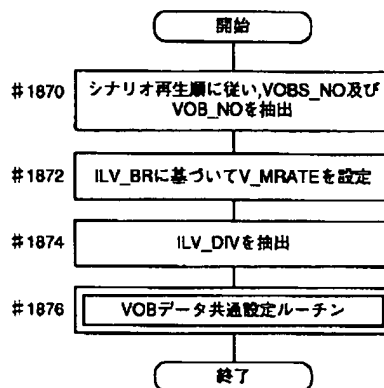 開始
#1870
シナリオ再生順に従い,VOBS_NO及び
VOB_NOを抽出
#1872
ILV_BRに基づいてV_MRATEを設定
#1874
ILV_DIVを抽出
#1876
VOBデータ共通設定ルーチン
終了